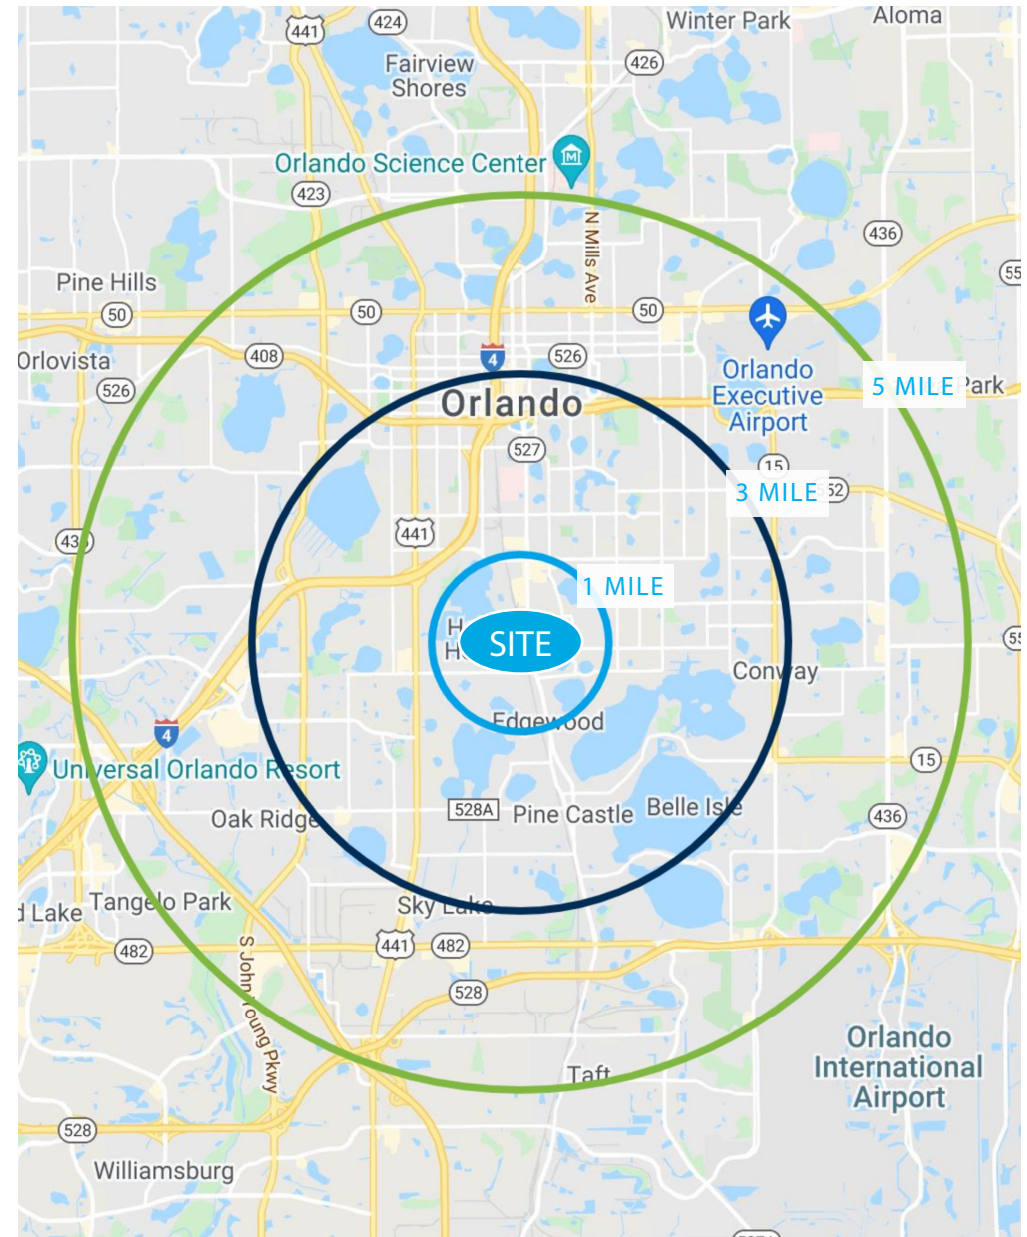 Winter Park
Aloma
441
424
Fairview
Shores
426
Orlando Science Center
423
N Mills Ave
436
Pine Hills
50
50
50
4
408
526
Orlovista
526
Orlando
Executive
Airport
5 MILE
Park
Orlando
527
15
3 MILE
441
1 MILE
SITE
Conway
Edgewood
4
Universal Orlando Resort
15
528A
Pine Castle
Belle Isle
Oak Ridge
436
Tangelo Park
Lake
Sky Lake
482
441
482
S John Young Pkwy
528
Orlando
International
Airport
Taft
528
Williamsburg